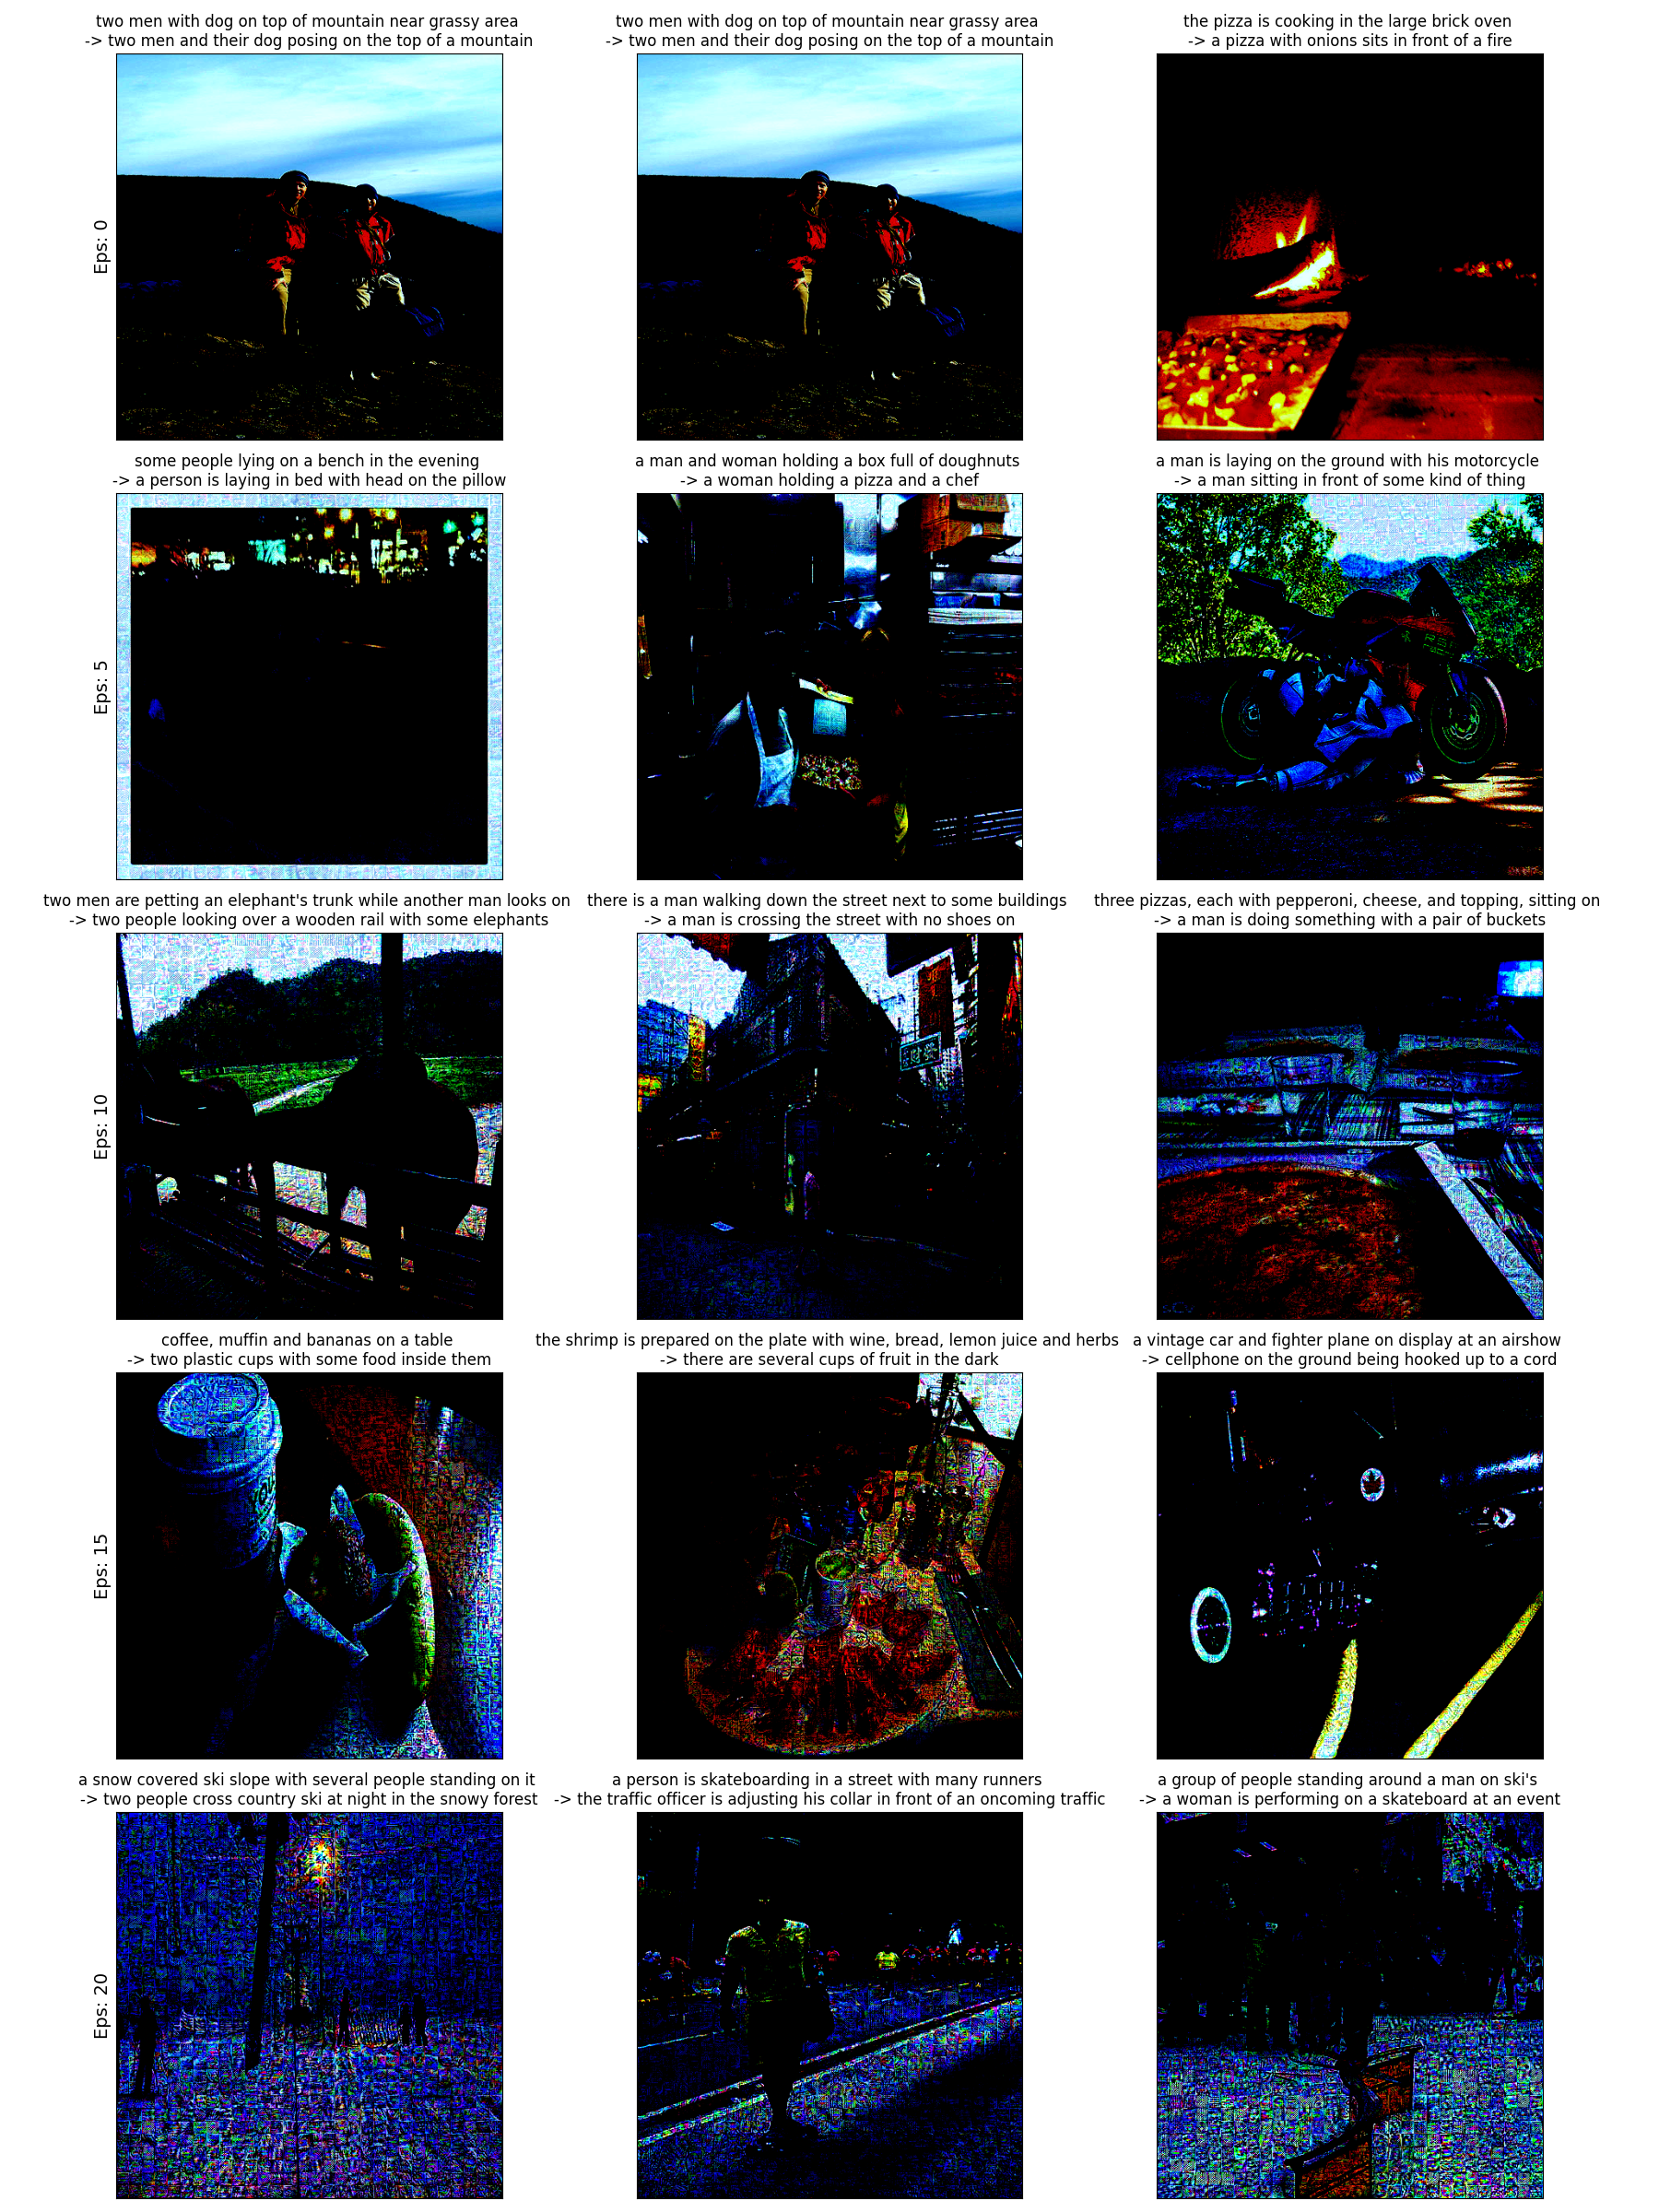 two men with dog on top of mountain near grassy area
-> two men and their dog posing on the top of a mountain
two men with dog on top of mountain near grassy area
-> two men and their dog posing on the top of a mountain
the pizza is cooking in the large brick oven
-> a pizza with onions sits in front of a fire
Eps: 0
some people lying on a bench in the evening
-> a person is laying in bed with head on the pillow
a man and woman holding a box full of doughnuts
-> a woman holding a pizza and a chef
a man is laying on the ground with his motorcycle
-> a man sitting in front of some kind of thing
Eps: 5
two men are petting an elephant's trunk while another man looks on
-> two people looking over a wooden rail with some elephants
there is a man walking down the street next to some buildings
-> a man is crossing the street with no shoes on
three pizzas, each with pepperoni, cheese, and topping, sitting on
-> a man is doing something with a pair of buckets
Eps: 10
coffee, muffin and bananas on a table
-> two plastic cups with some food inside them
the shrimp is prepared on the plate with wine, bread, lemon juice and herbs
-> there are several cups of fruit in the dark
a vintage car and fighter plane on display at an airshow
-> cellphone on the ground being hooked up to a cord
Eps: 15
a snow covered ski slope with several people standing on it
-> two people cross country ski at night in the snowy forest
a person is skateboarding in a street with many runners
-> the traffic officer is adjusting his collar in front of an oncoming traffic
a group of people standing around a man on ski's
-> a woman is performing on a skateboard at an event
Eps: 20